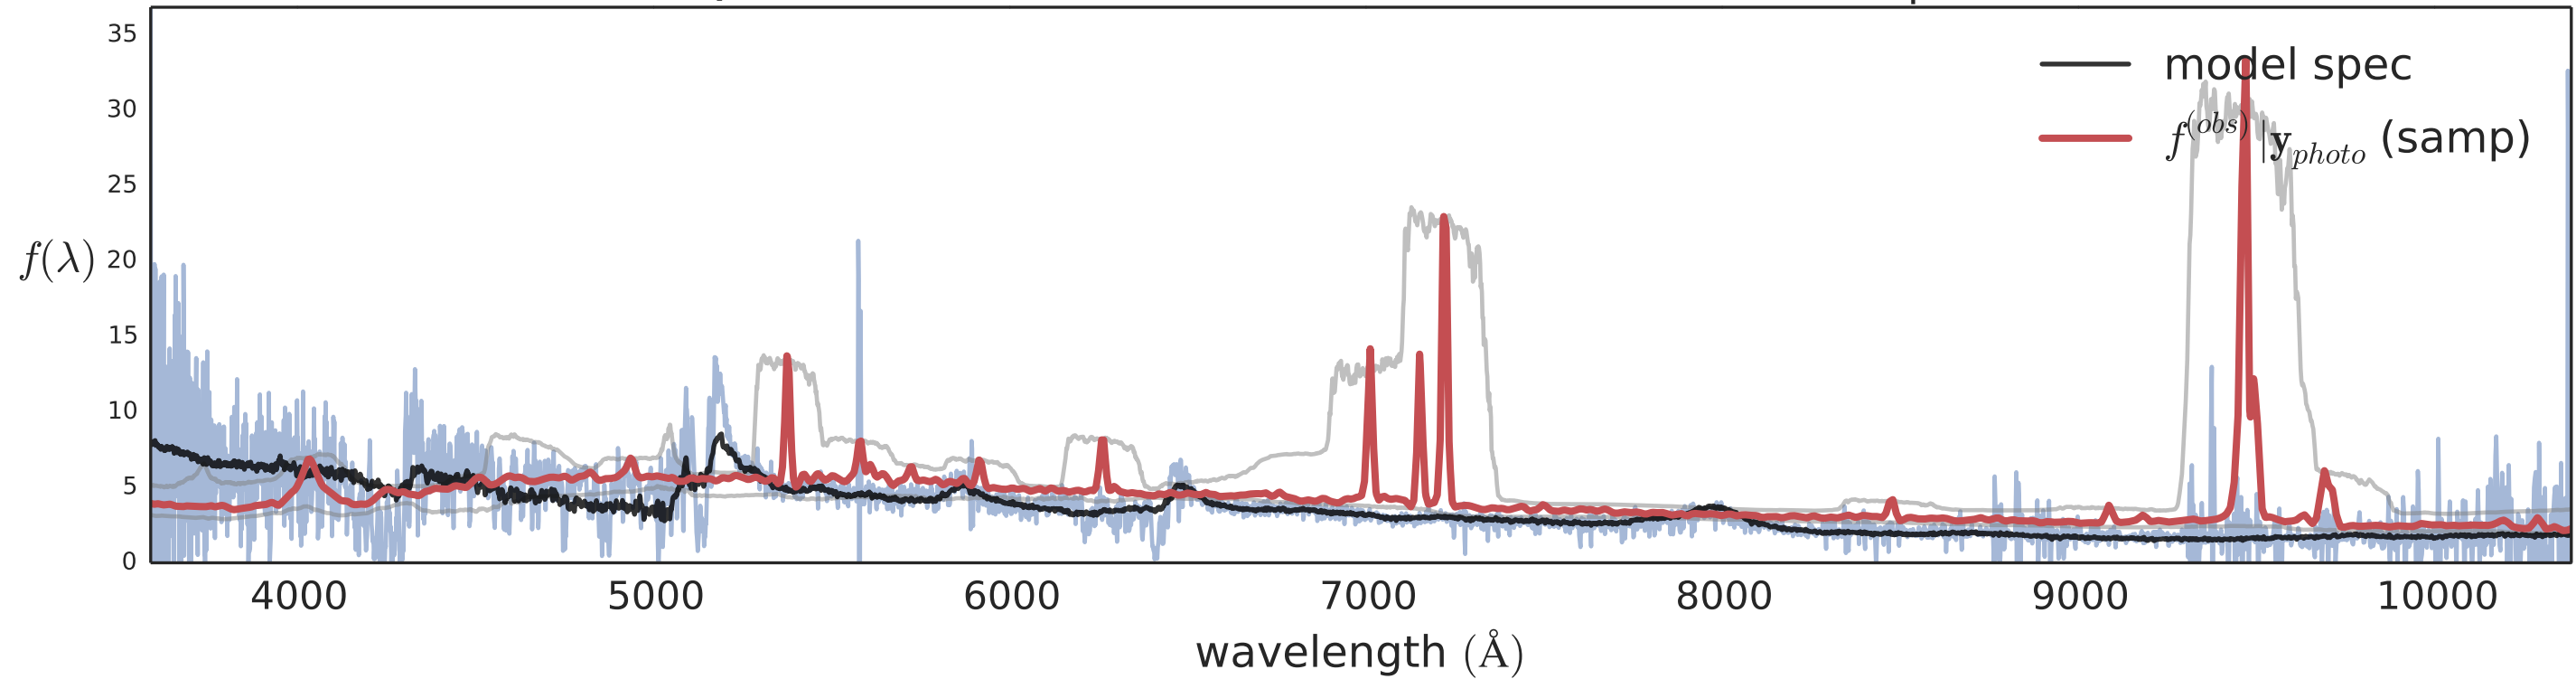 35
30
25
20
15
10
5
0
f(λ)
model spec
f^(obs)|y_photo (samp)
4000 5000 6000 7000 8000 9000 10000
wavelength (Å)